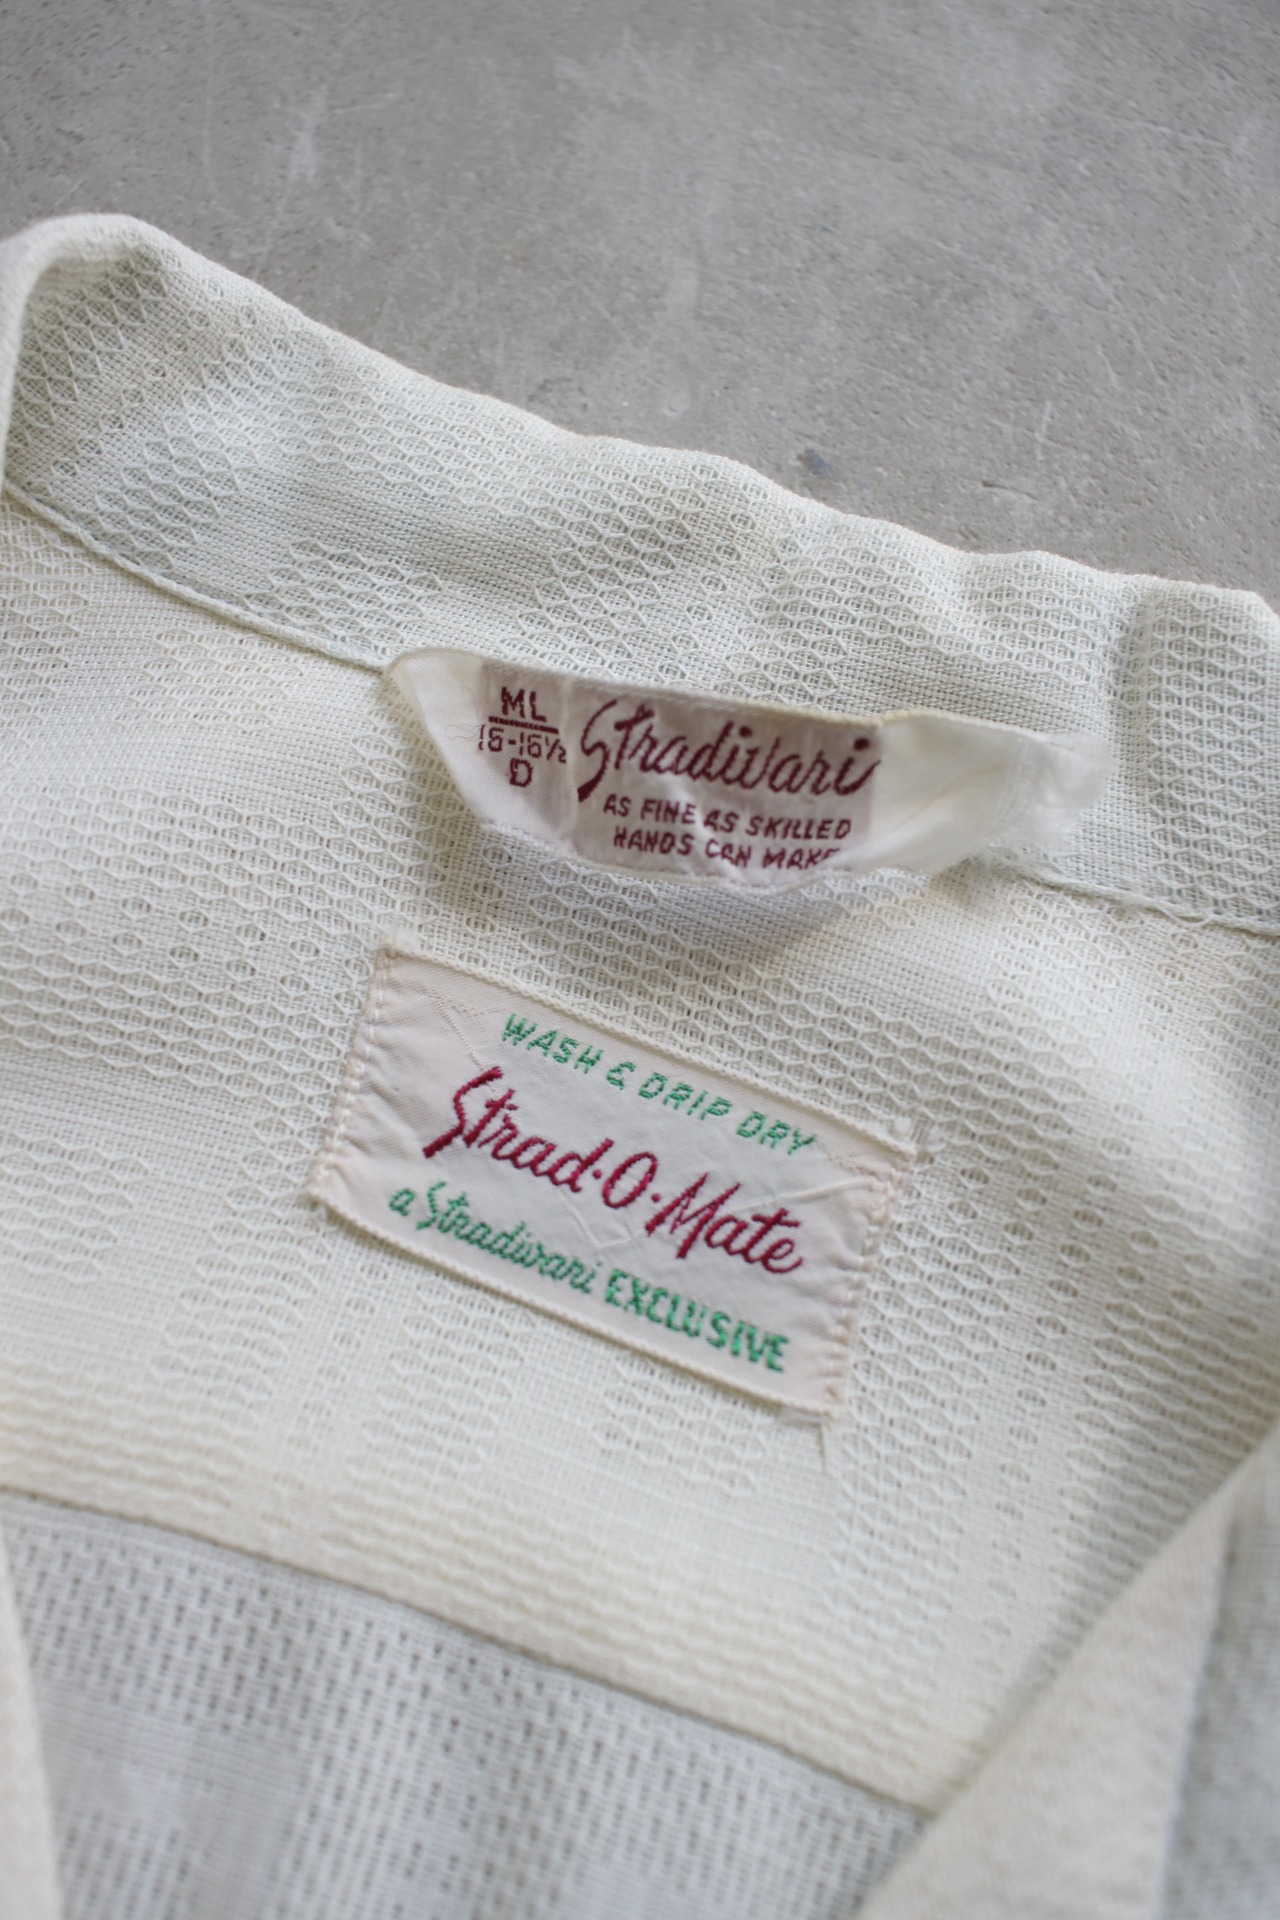 ML
16-16½
D
Stradivari
AS FINE AS SKILLED
HANDS CAN MAKE
WASH & DRIP DRY
Strad·O·Mate
a Stradivari EXCLUSIVE